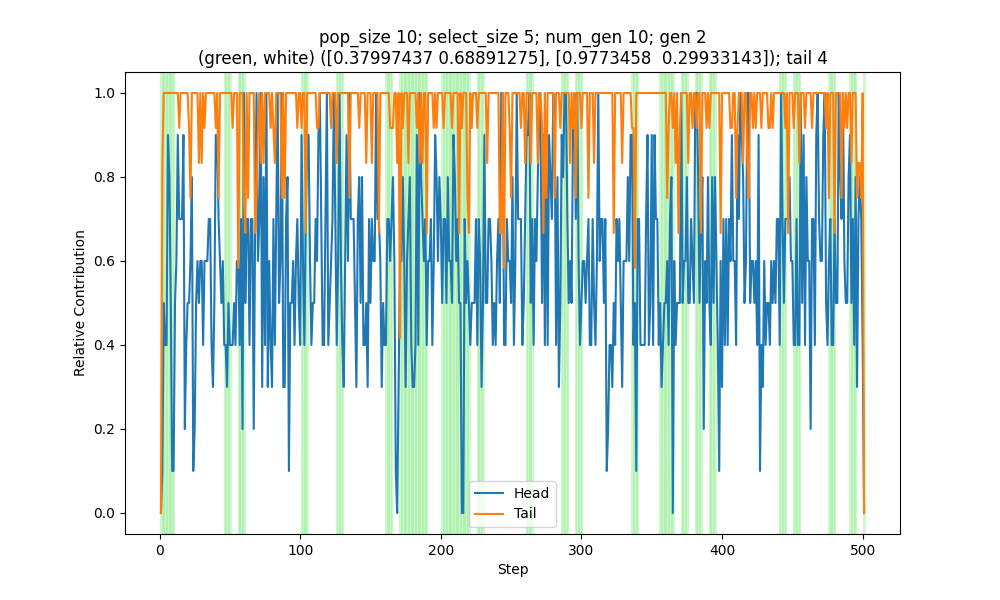 pop_size 10; select_size 5; num_gen 10; gen 2
(green, white) ([0.37997437 0.68891275], [0.9773458  0.29933143]); tail 4
1.0
0.8
0.6
0.4
0.2
0.0
Relative Contribution
Head
Tail
0
100
200
300
400
500
Step